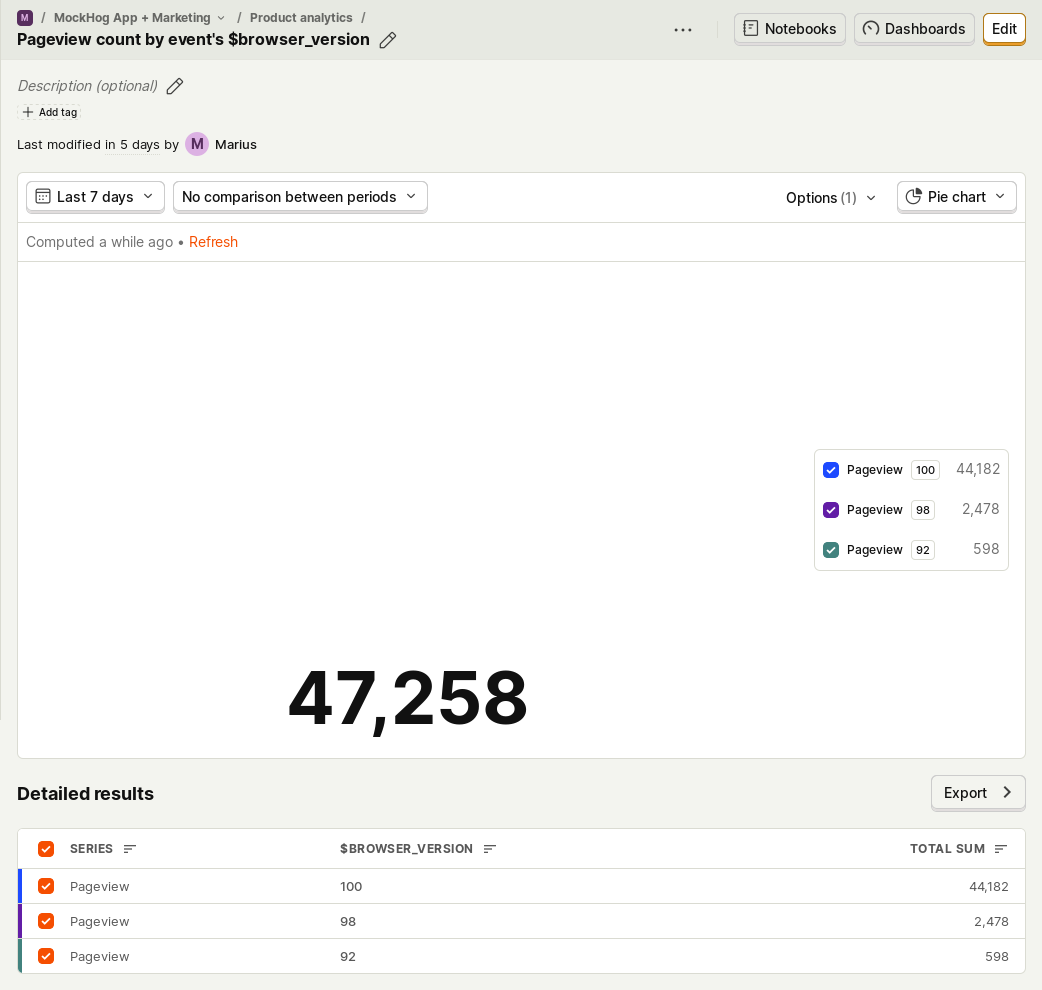 M / MockHog App + Marketing / Product analytics /
Pageview count by event's $browser_version
Notebooks Dashboards Edit
Description (optional)
Add tag
Last modified in 5 days by M Marius
Last 7 days No comparison between periods Options (1) Pie chart
Computed a while ago • Refresh
Pageview 100 44,182
Pageview 98 2,478
Pageview 92 598
47,258
Detailed results
Export
SERIES $BROWSER_VERSION TOTAL SUM
Pageview 100 44,182
Pageview 98 2,478
Pageview 92 598